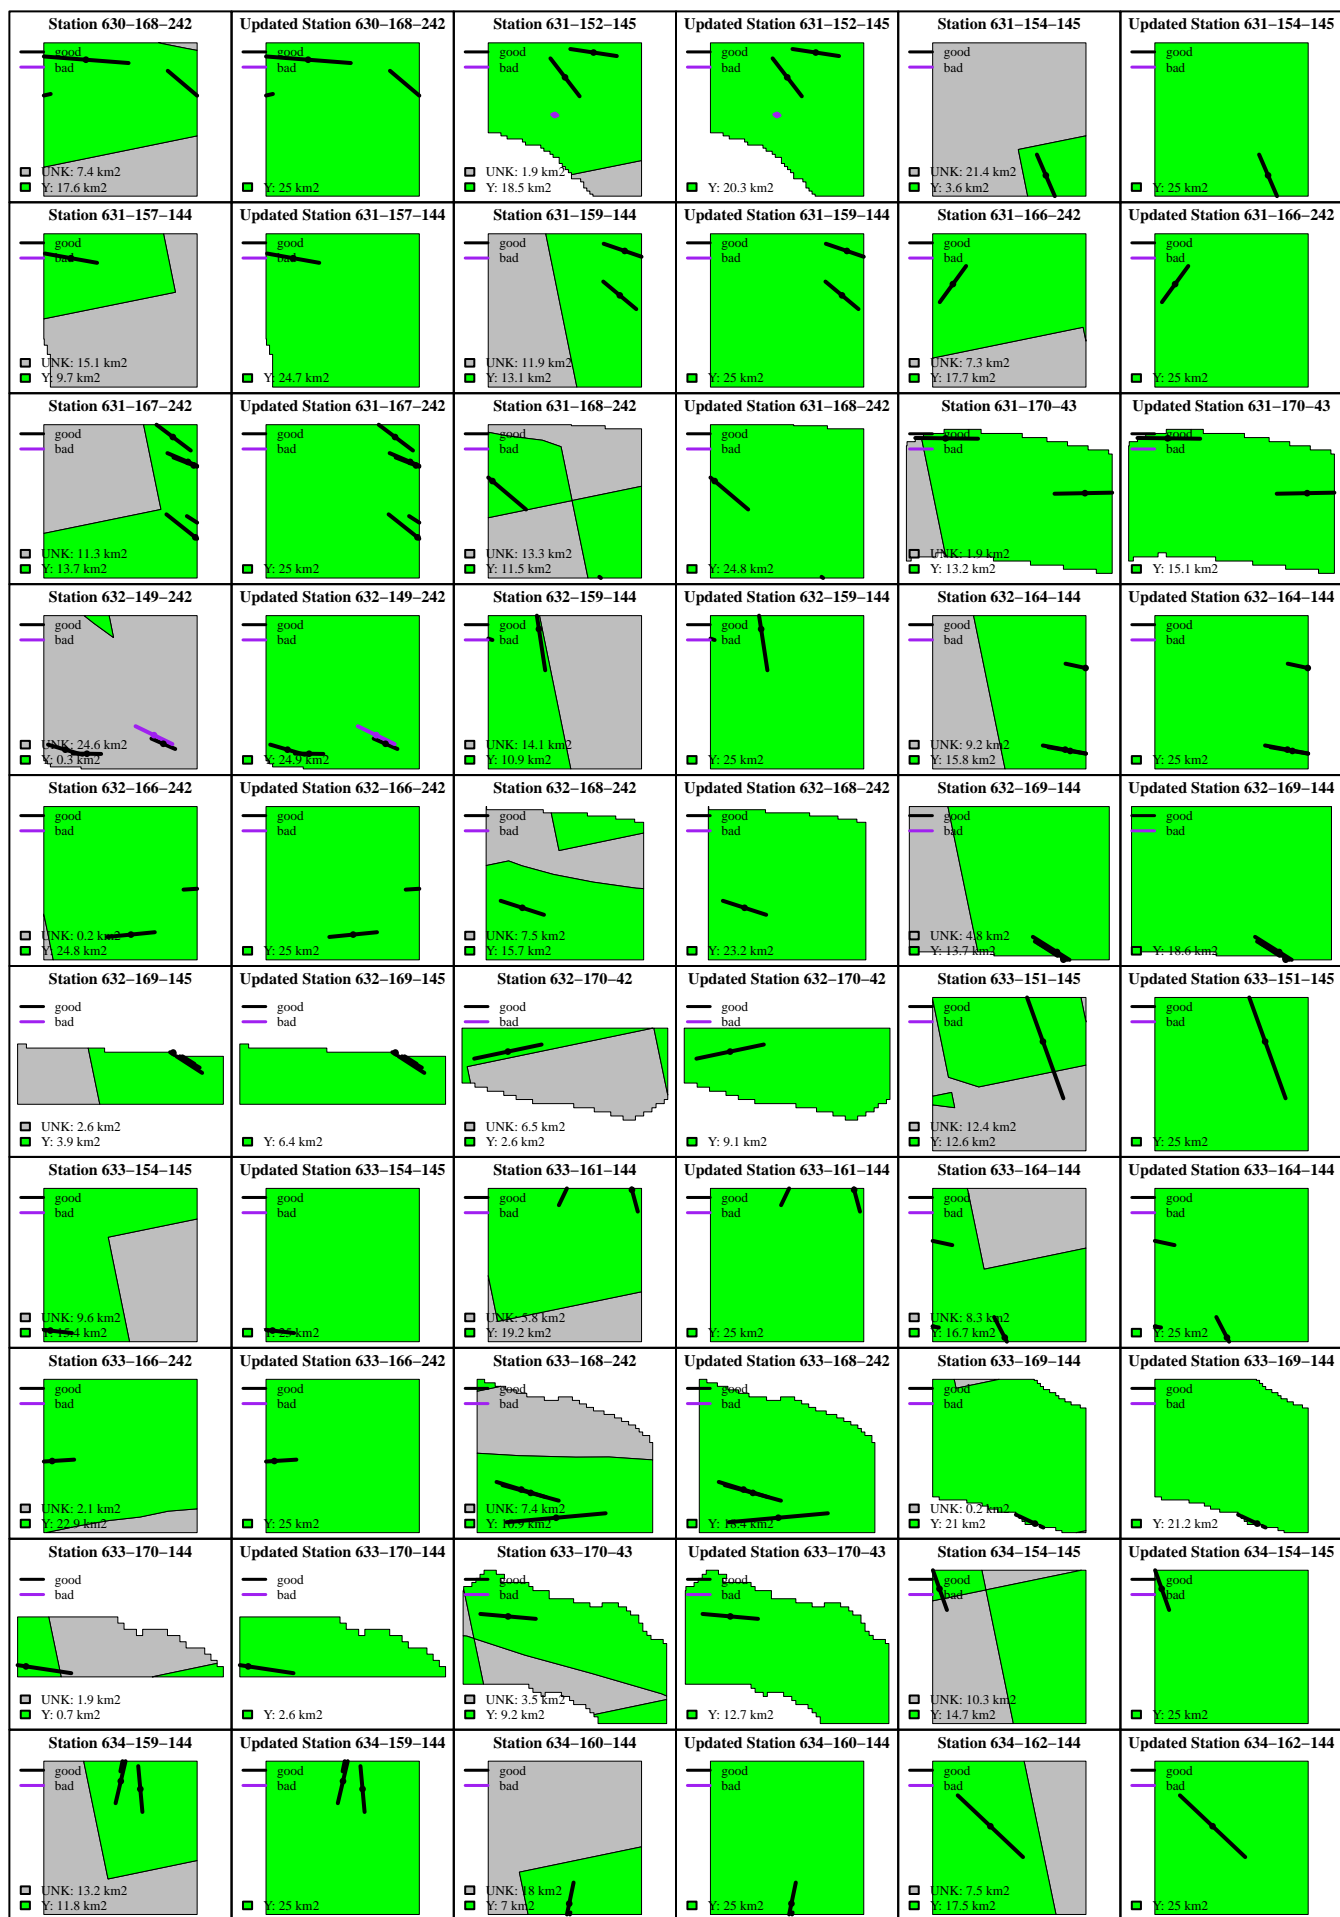 Station 630−168−242
good
bad
UNK: 7.4 km2
Y: 17.6 km2
Updated Station 630−168−242
good
bad
Y: 25 km2
Station 631−152−145
good
bad
UNK: 1.9 km2
Y: 18.5 km2
Updated Station 631−152−145
good
bad
Y: 20.3 km2
Station 631−154−145
good
bad
UNK: 21.4 km2
Y: 3.6 km2
Updated Station 631−154−145
good
bad
Y: 25 km2
Station 631−157−144
good
bad
UNK: 15.1 km2
Y: 9.7 km2
Updated Station 631−157−144
good
bad
Y: 24.7 km2
Station 631−159−144
good
bad
UNK: 11.9 km2
Y: 13.1 km2
Updated Station 631−159−144
good
bad
Y: 25 km2
Station 631−166−242
good
bad
UNK: 7.3 km2
Y: 17.7 km2
Updated Station 631−166−242
good
bad
Y: 25 km2
Station 631−167−242
good
bad
UNK: 11.3 km2
Y: 13.7 km2
Updated Station 631−167−242
good
bad
Y: 25 km2
Station 631−168−242
good
bad
UNK: 13.3 km2
Y: 11.5 km2
Updated Station 631−168−242
good
bad
Y: 24.8 km2
Station 631−170−43
good
bad
UNK: 1.9 km2
Y: 13.2 km2
Updated Station 631−170−43
good
bad
Y: 15.1 km2
Station 632−149−242
good
bad
UNK: 24.6 km2
Y: 0.3 km2
Updated Station 632−149−242
good
bad
Y: 24.9 km2
Station 632−159−144
good
bad
UNK: 14.1 km2
Y: 10.9 km2
Updated Station 632−159−144
good
bad
Y: 25 km2
Station 632−164−144
good
bad
UNK: 9.2 km2
Y: 15.8 km2
Updated Station 632−164−144
good
bad
Y: 25 km2
Station 632−166−242
good
bad
UNK: 0.2 km2
Y: 24.8 km2
Updated Station 632−166−242
good
bad
Y: 25 km2
Station 632−168−242
good
bad
UNK: 7.5 km2
Y: 15.7 km2
Updated Station 632−168−242
good
bad
Y: 23.2 km2
Station 632−169−144
good
bad
UNK: 4.8 km2
Y: 13.7 km2
Updated Station 632−169−144
good
bad
Y: 18.6 km2
Station 632−169−145
good
bad
UNK: 2.6 km2
Y: 3.9 km2
Updated Station 632−169−145
good
bad
Y: 6.4 km2
Station 632−170−42
good
bad
UNK: 6.5 km2
Y: 2.6 km2
Updated Station 632−170−42
good
bad
Y: 9.1 km2
Station 633−151−145
good
bad
UNK: 12.4 km2
Y: 12.6 km2
Updated Station 633−151−145
good
bad
Y: 25 km2
Station 633−154−145
good
bad
UNK: 9.6 km2
Y: 15.4 km2
Updated Station 633−154−145
good
bad
Y: 25 km2
Station 633−161−144
good
bad
UNK: 5.8 km2
Y: 19.2 km2
Updated Station 633−161−144
good
bad
Y: 25 km2
Station 633−164−144
good
bad
UNK: 8.3 km2
Y: 16.7 km2
Updated Station 633−164−144
good
bad
Y: 25 km2
Station 633−166−242
good
bad
UNK: 2.1 km2
Y: 22.9 km2
Updated Station 633−166−242
good
bad
Y: 25 km2
Station 633−168−242
good
bad
UNK: 7.4 km2
Y: 10.9 km2
Updated Station 633−168−242
good
bad
Y: 18.4 km2
Station 633−169−144
good
bad
UNK: 0.2 km2
Y: 21 km2
Updated Station 633−169−144
good
bad
Y: 21.2 km2
Station 633−170−144
good
bad
UNK: 1.9 km2
Y: 0.7 km2
Updated Station 633−170−144
good
bad
Y: 2.6 km2
Station 633−170−43
good
bad
UNK: 3.5 km2
Y: 9.2 km2
Updated Station 633−170−43
good
bad
Y: 12.7 km2
Station 634−154−145
good
bad
UNK: 10.3 km2
Y: 14.7 km2
Updated Station 634−154−145
good
bad
Y: 25 km2
Station 634−159−144
good
bad
UNK: 13.2 km2
Y: 11.8 km2
Updated Station 634−159−144
good
bad
Y: 25 km2
Station 634−160−144
good
bad
UNK: 18 km2
Y: 7 km2
Updated Station 634−160−144
good
bad
Y: 25 km2
Station 634−162−144
good
bad
UNK: 7.5 km2
Y: 17.5 km2
Updated Station 634−162−144
good
bad
Y: 25 km2